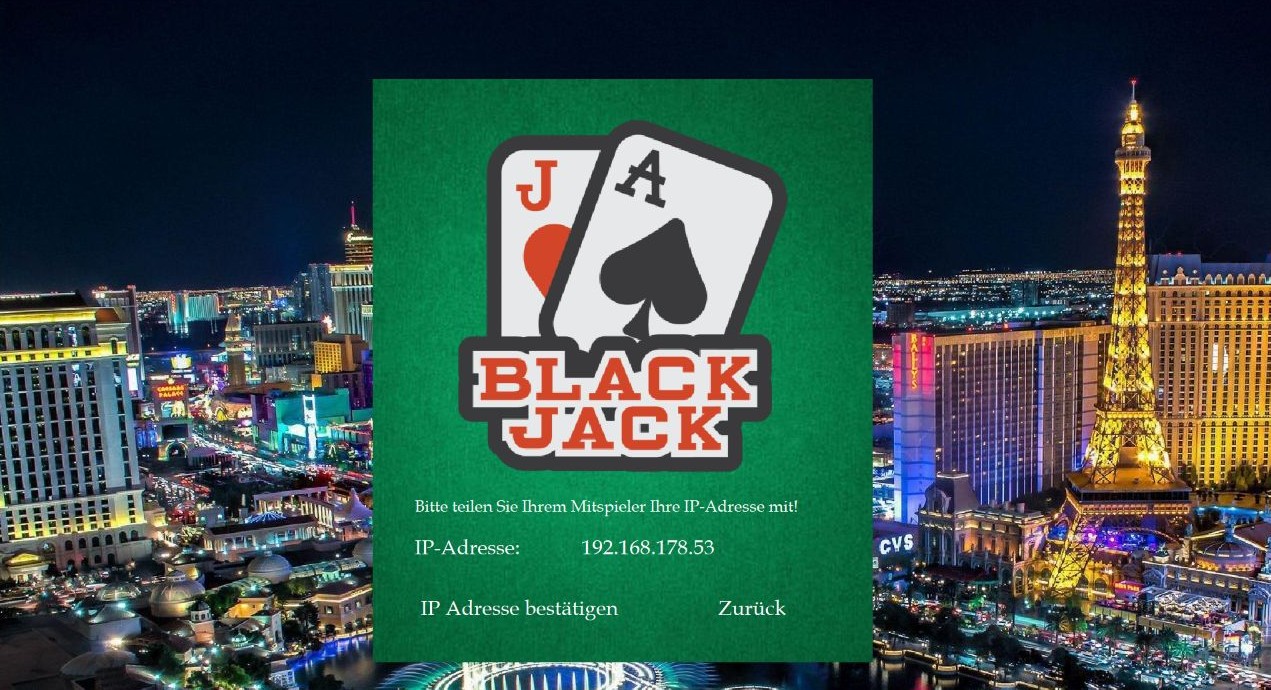 J
A
BLACK
JACK
Bitte teilen Sie Ihrem Mitspieler Ihre IP-Adresse mit!
IP-Adresse: 192.168.178.53
IP Adresse bestätigen Zurück
CAESARS
PALACE
BALLYS
CVS